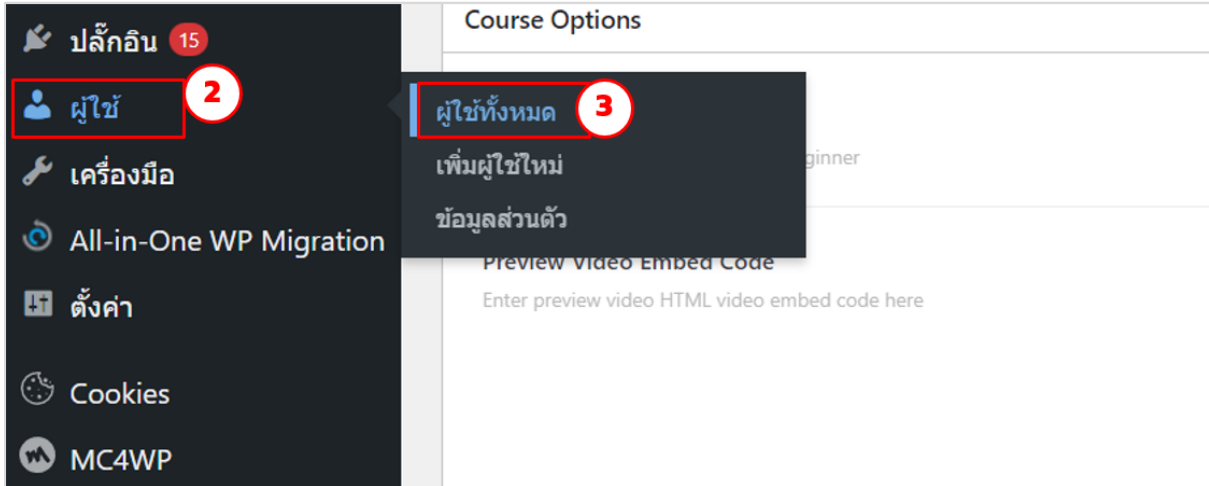 ปลั๊กอิน 15
ผู้ใช้ 2
เครื่องมือ
All-in-One WP Migration
ตั้งค่า
Cookies
MC4WP
ผู้ใช้ทั้งหมด 3
เพิ่มผู้ใช้ใหม่
ข้อมูลส่วนตัว
Course Options
ginner
Preview Video Embed Code
Enter preview video HTML video embed code here